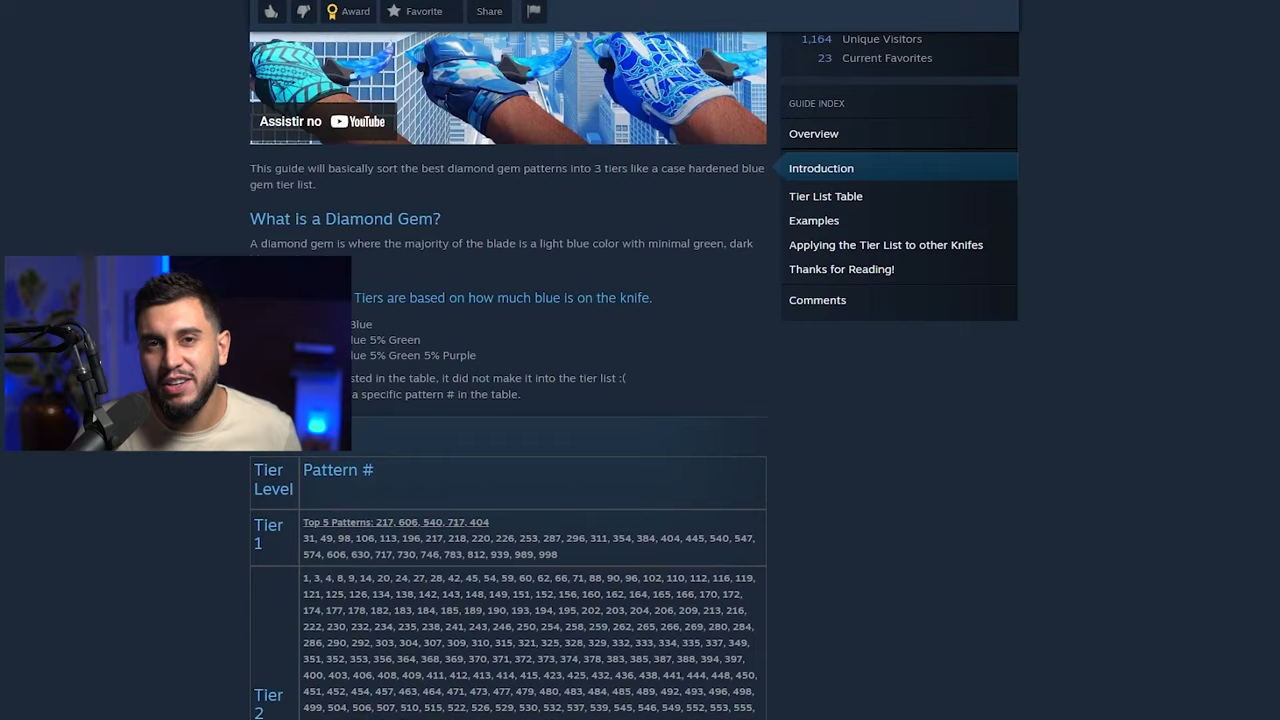 Award
Favorite
Share
1,164 Unique Visitors
23 Current Favorites
Assistir no YouTube
GUIDE INDEX
Overview
Introduction
Tier List Table
Examples
Applying the Tier List to other Knifes
Thanks for Reading!
Comments
This guide will basically sort the best diamond gem patterns into 3 tiers like a case hardened blue
gem tier list.
What is a Diamond Gem?
A diamond gem is where the majority of the blade is a light blue color with minimal green, dark
Tiers are based on how much blue is on the knife.
Blue
lue 5% Green
lue 5% Green 5% Purple
sted in the table, it did not make it into the tier list :(
a specific pattern # in the table.
Tier Level
Pattern #
Tier 1
Top 5 Patterns: 217, 606, 540, 717, 404
31, 49, 98, 106, 113, 196, 217, 218, 220, 226, 253, 287, 296, 311, 354, 384, 404, 445, 540, 547,
574, 606, 630, 717, 730, 746, 783, 812, 939, 989, 998
Tier 2
1, 3, 4, 8, 9, 14, 20, 24, 27, 28, 42, 45, 54, 59, 60, 62, 66, 71, 88, 90, 96, 102, 110, 112, 116, 119,
121, 125, 126, 134, 138, 142, 143, 148, 149, 151, 152, 156, 160, 162, 164, 165, 166, 170, 172,
174, 177, 178, 182, 183, 184, 185, 189, 190, 193, 194, 195, 202, 203, 204, 206, 209, 213, 216,
222, 230, 232, 234, 235, 238, 241, 243, 246, 250, 254, 258, 259, 262, 265, 266, 269, 280, 284,
286, 290, 292, 303, 304, 307, 309, 310, 315, 321, 325, 328, 329, 332, 333, 334, 335, 337, 349,
351, 352, 353, 356, 364, 368, 369, 370, 371, 372, 373, 374, 378, 383, 385, 387, 388, 394, 397,
400, 403, 406, 408, 409, 411, 412, 413, 414, 415, 423, 425, 432, 436, 438, 441, 444, 448, 450,
451, 452, 454, 457, 463, 464, 471, 473, 477, 479, 480, 483, 484, 485, 489, 492, 493, 496, 498,
499, 504, 506, 507, 510, 515, 522, 526, 529, 530, 532, 537, 539, 545, 546, 549, 552, 553, 555,